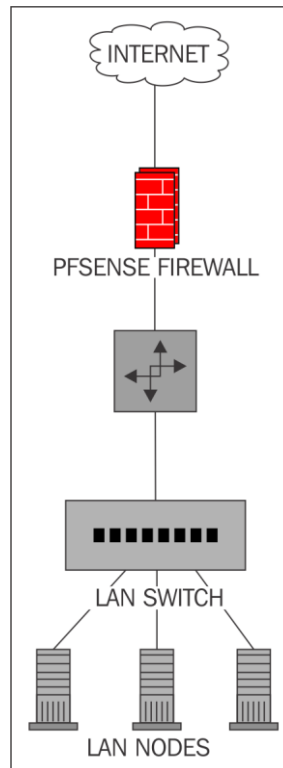 INTERNET
PFSENSE FIREWALL
LAN SWITCH
LAN NODES